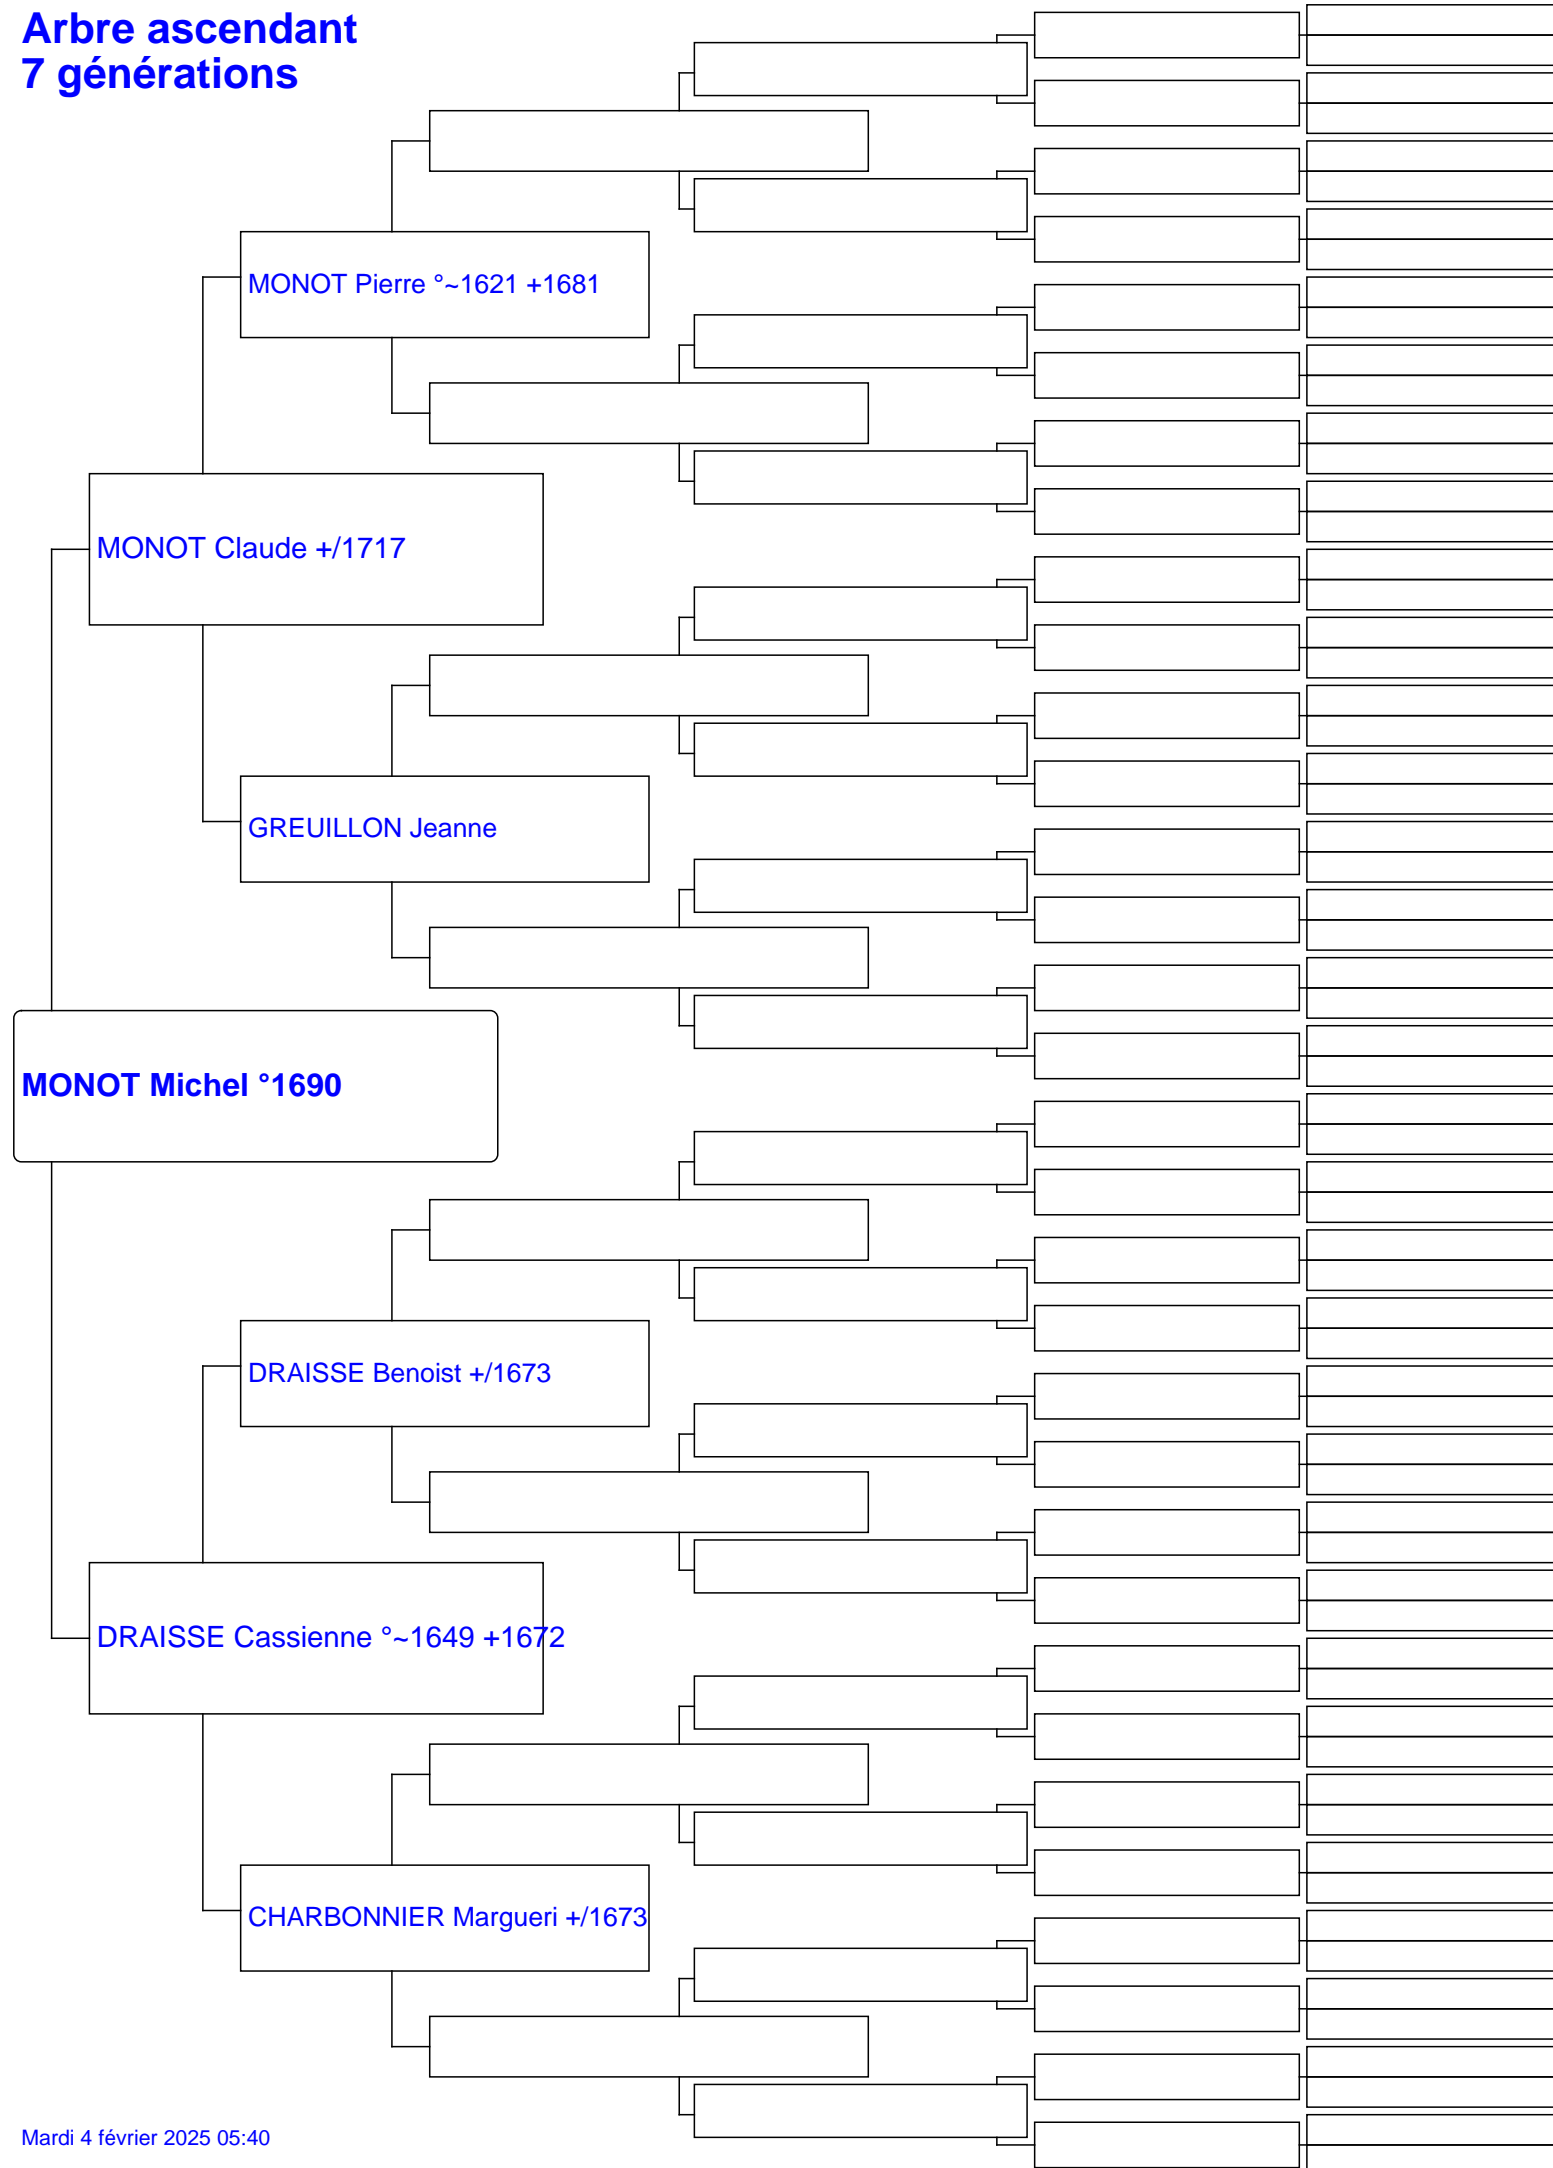 Arbre ascendant
7 générations
MONOT Pierre °~1621 +1681
MONOT Claude +/1717
GREUILLON Jeanne
MONOT Michel °1690
DRAISSE Benoist +/1673
DRAISSE Cassienne °~1649 +1672
CHARBONNIER Margueri +/1673
Mardi 4 février 2025 05:40